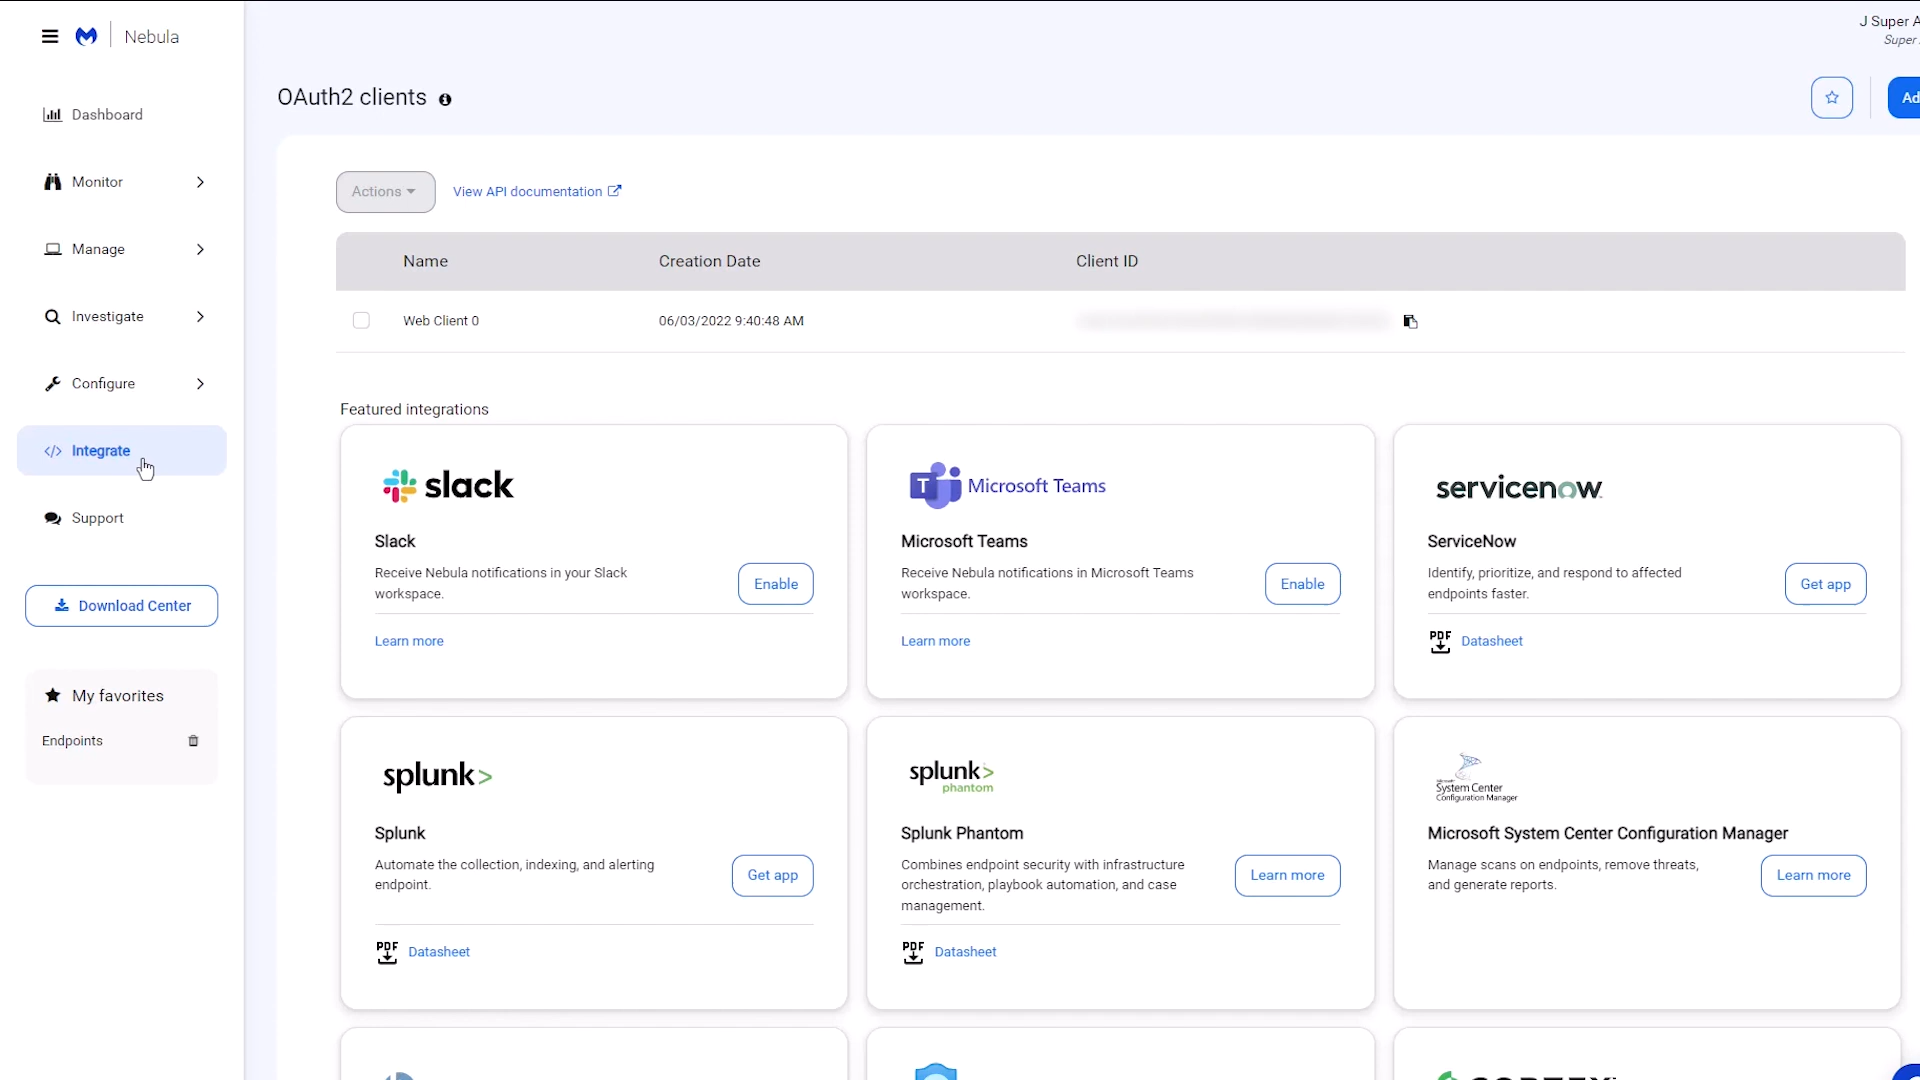 Nebula
J Super A
Super
Dashboard
Monitor
Manage
Investigate
Configure
Integrate
Support
Download Center
My favorites
Endpoints
OAuth2 clients
Ad
Actions
View API documentation
Name Creation Date Client ID
Web Client 0 06/03/2022 9:40:48 AM
Featured integrations
slack
Slack
Receive Nebula notifications in your Slack
workspace.
Enable
Learn more
T Microsoft Teams
Microsoft Teams
Receive Nebula notifications in Microsoft Teams
workspace.
Enable
Learn more
servicenow
ServiceNow
Identify, prioritize, and respond to affected
endpoints faster.
Get app
PDF Datasheet
splunk>
Splunk
Automate the collection, indexing, and alerting
endpoint.
Get app
PDF Datasheet
splunk>
phantom
Splunk Phantom
Combines endpoint security with infrastructure
orchestration, playbook automation, and case
management.
Learn more
PDF Datasheet
Microsoft
System Center
Configuration Manager
Microsoft System Center Configuration Manager
Manage scans on endpoints, remove threats,
and generate reports.
Learn more